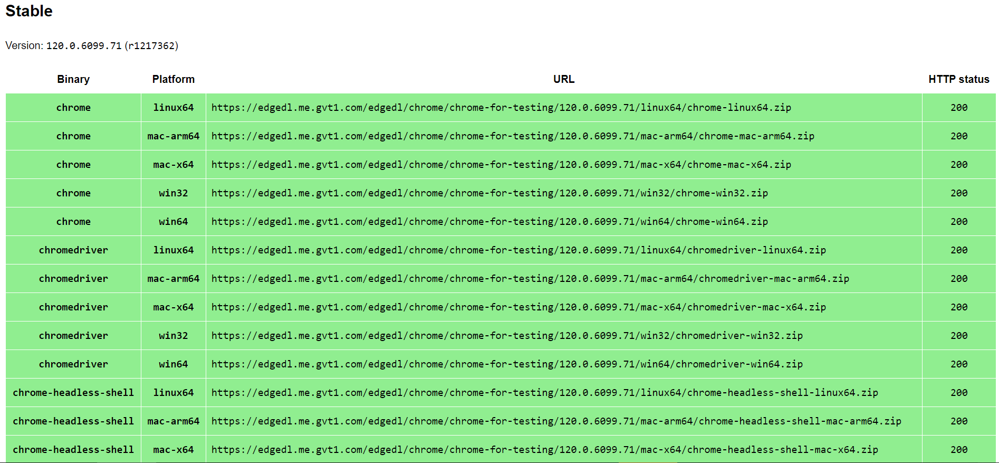 Stable
Version: 120.0.6099.71 (r1217362)
Binary Platform URL HTTP status
chrome linux64 https://edgedl.me.gvt1.com/edgedl/chrome/chrome-for-testing/120.0.6099.71/linux64/chrome-linux64.zip 200
chrome mac-arm64 https://edgedl.me.gvt1.com/edgedl/chrome/chrome-for-testing/120.0.6099.71/mac-arm64/chrome-mac-arm64.zip 200
chrome mac-x64 https://edgedl.me.gvt1.com/edgedl/chrome/chrome-for-testing/120.0.6099.71/mac-x64/chrome-mac-x64.zip 200
chrome win32 https://edgedl.me.gvt1.com/edgedl/chrome/chrome-for-testing/120.0.6099.71/win32/chrome-win32.zip 200
chrome win64 https://edgedl.me.gvt1.com/edgedl/chrome/chrome-for-testing/120.0.6099.71/win64/chrome-win64.zip 200
chromedriver linux64 https://edgedl.me.gvt1.com/edgedl/chrome/chrome-for-testing/120.0.6099.71/linux64/chromedriver-linux64.zip 200
chromedriver mac-arm64 https://edgedl.me.gvt1.com/edgedl/chrome/chrome-for-testing/120.0.6099.71/mac-arm64/chromedriver-mac-arm64.zip 200
chromedriver mac-x64 https://edgedl.me.gvt1.com/edgedl/chrome/chrome-for-testing/120.0.6099.71/mac-x64/chromedriver-mac-x64.zip 200
chromedriver win32 https://edgedl.me.gvt1.com/edgedl/chrome/chrome-for-testing/120.0.6099.71/win32/chromedriver-win32.zip 200
chromedriver win64 https://edgedl.me.gvt1.com/edgedl/chrome/chrome-for-testing/120.0.6099.71/win64/chromedriver-win64.zip 200
chrome-headless-shell linux64 https://edgedl.me.gvt1.com/edgedl/chrome/chrome-for-testing/120.0.6099.71/linux64/chrome-headless-shell-linux64.zip 200
chrome-headless-shell mac-arm64 https://edgedl.me.gvt1.com/edgedl/chrome/chrome-for-testing/120.0.6099.71/mac-arm64/chrome-headless-shell-mac-arm64.zip 200
chrome-headless-shell mac-x64 https://edgedl.me.gvt1.com/edgedl/chrome/chrome-for-testing/120.0.6099.71/mac-x64/chrome-headless-shell-mac-x64.zip 200